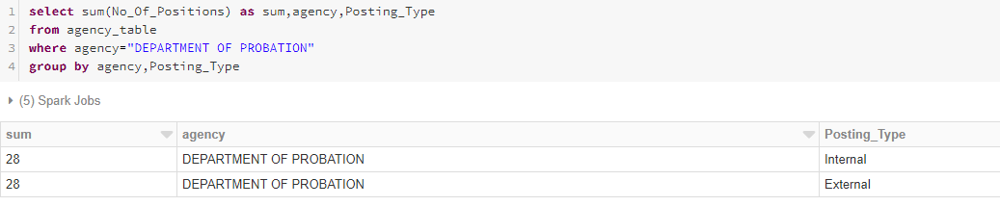 1 select sum(No_Of_Positions) as sum,agency,Posting_Type
2 from agency_table
3 where agency="DEPARTMENT OF PROBATION"
4 group by agency,Posting_Type
(5) Spark Jobs
sum agency Posting_Type
28 DEPARTMENT OF PROBATION Internal
28 DEPARTMENT OF PROBATION External